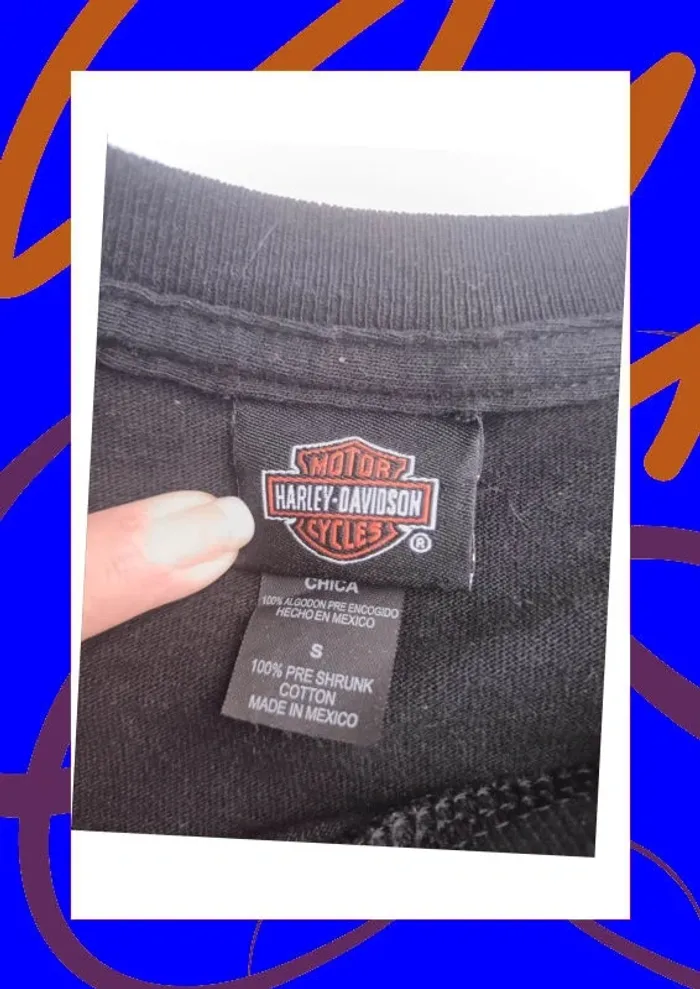 MOTOR
HARLEY-DAVIDSON
CYCLES
®
CHICA
100% ALGODON PRE ENCOGIDO
HECHO EN MEXICO
S
100% PRE SHRUNK
COTTON
MADE IN MEXICO